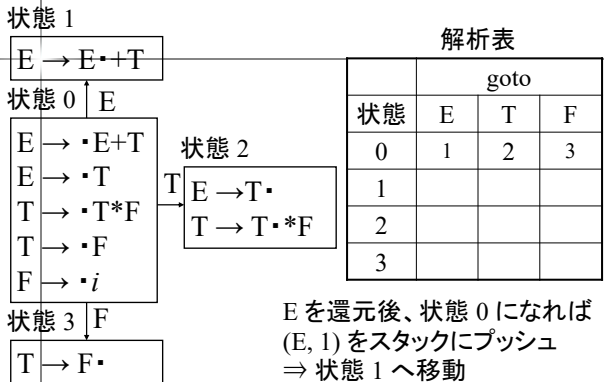 状態 1
E → E▪+T
状態 0
E
E → ▪E+T
E → ▪T
T → ▪T*F
T → ▪F
F → ▪i
T
状態 2
E →T▪
T → T▪*F
状態 3
F
T → F▪
解析表
goto
状態 E T F
0 1 2 3
1
2
3
E を還元後、状態 0 になれば
(E, 1) をスタックにプッシュ
⇒ 状態 1 へ移動